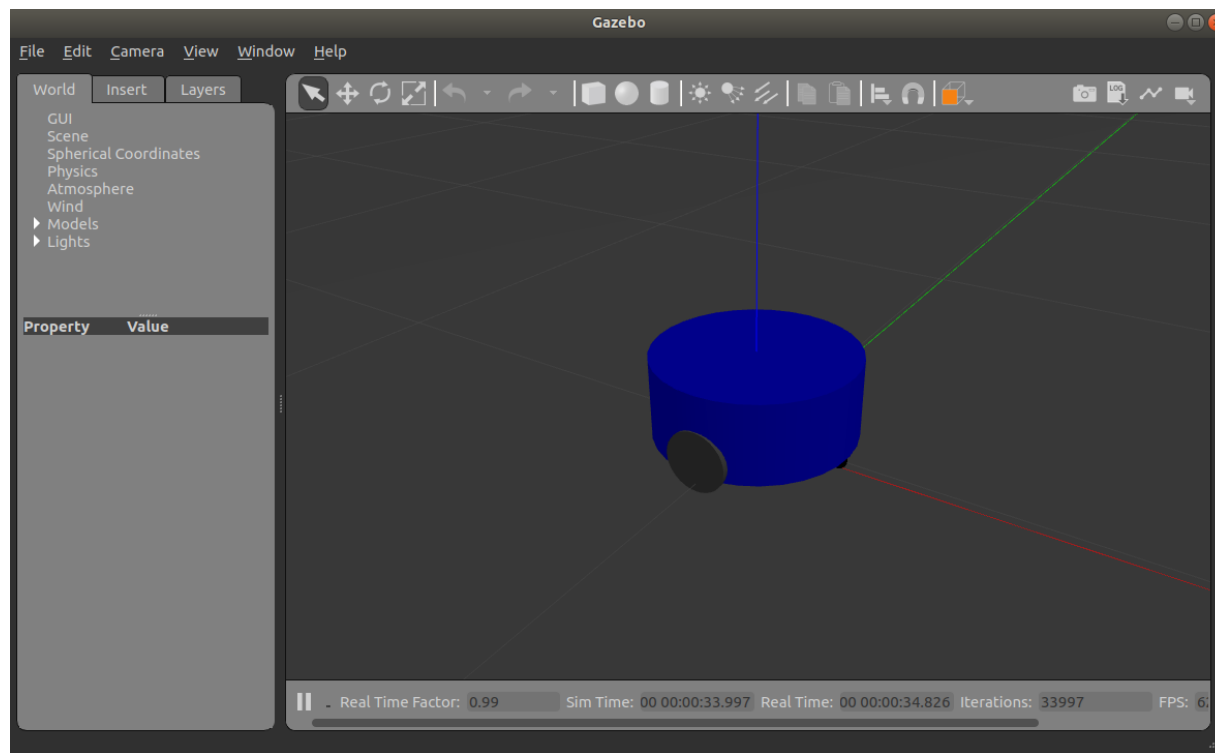 Gazebo
File Edit Camera View Window Help
World Insert Layers
LOG
GUI
Scene
Spherical Coordinates
Physics
Atmosphere
Wind
Models
Lights
Property Value
Real Time Factor: 0.99 Sim Time: 00 00:00:33.997 Real Time: 00 00:00:34.826 Iterations: 33997 FPS: